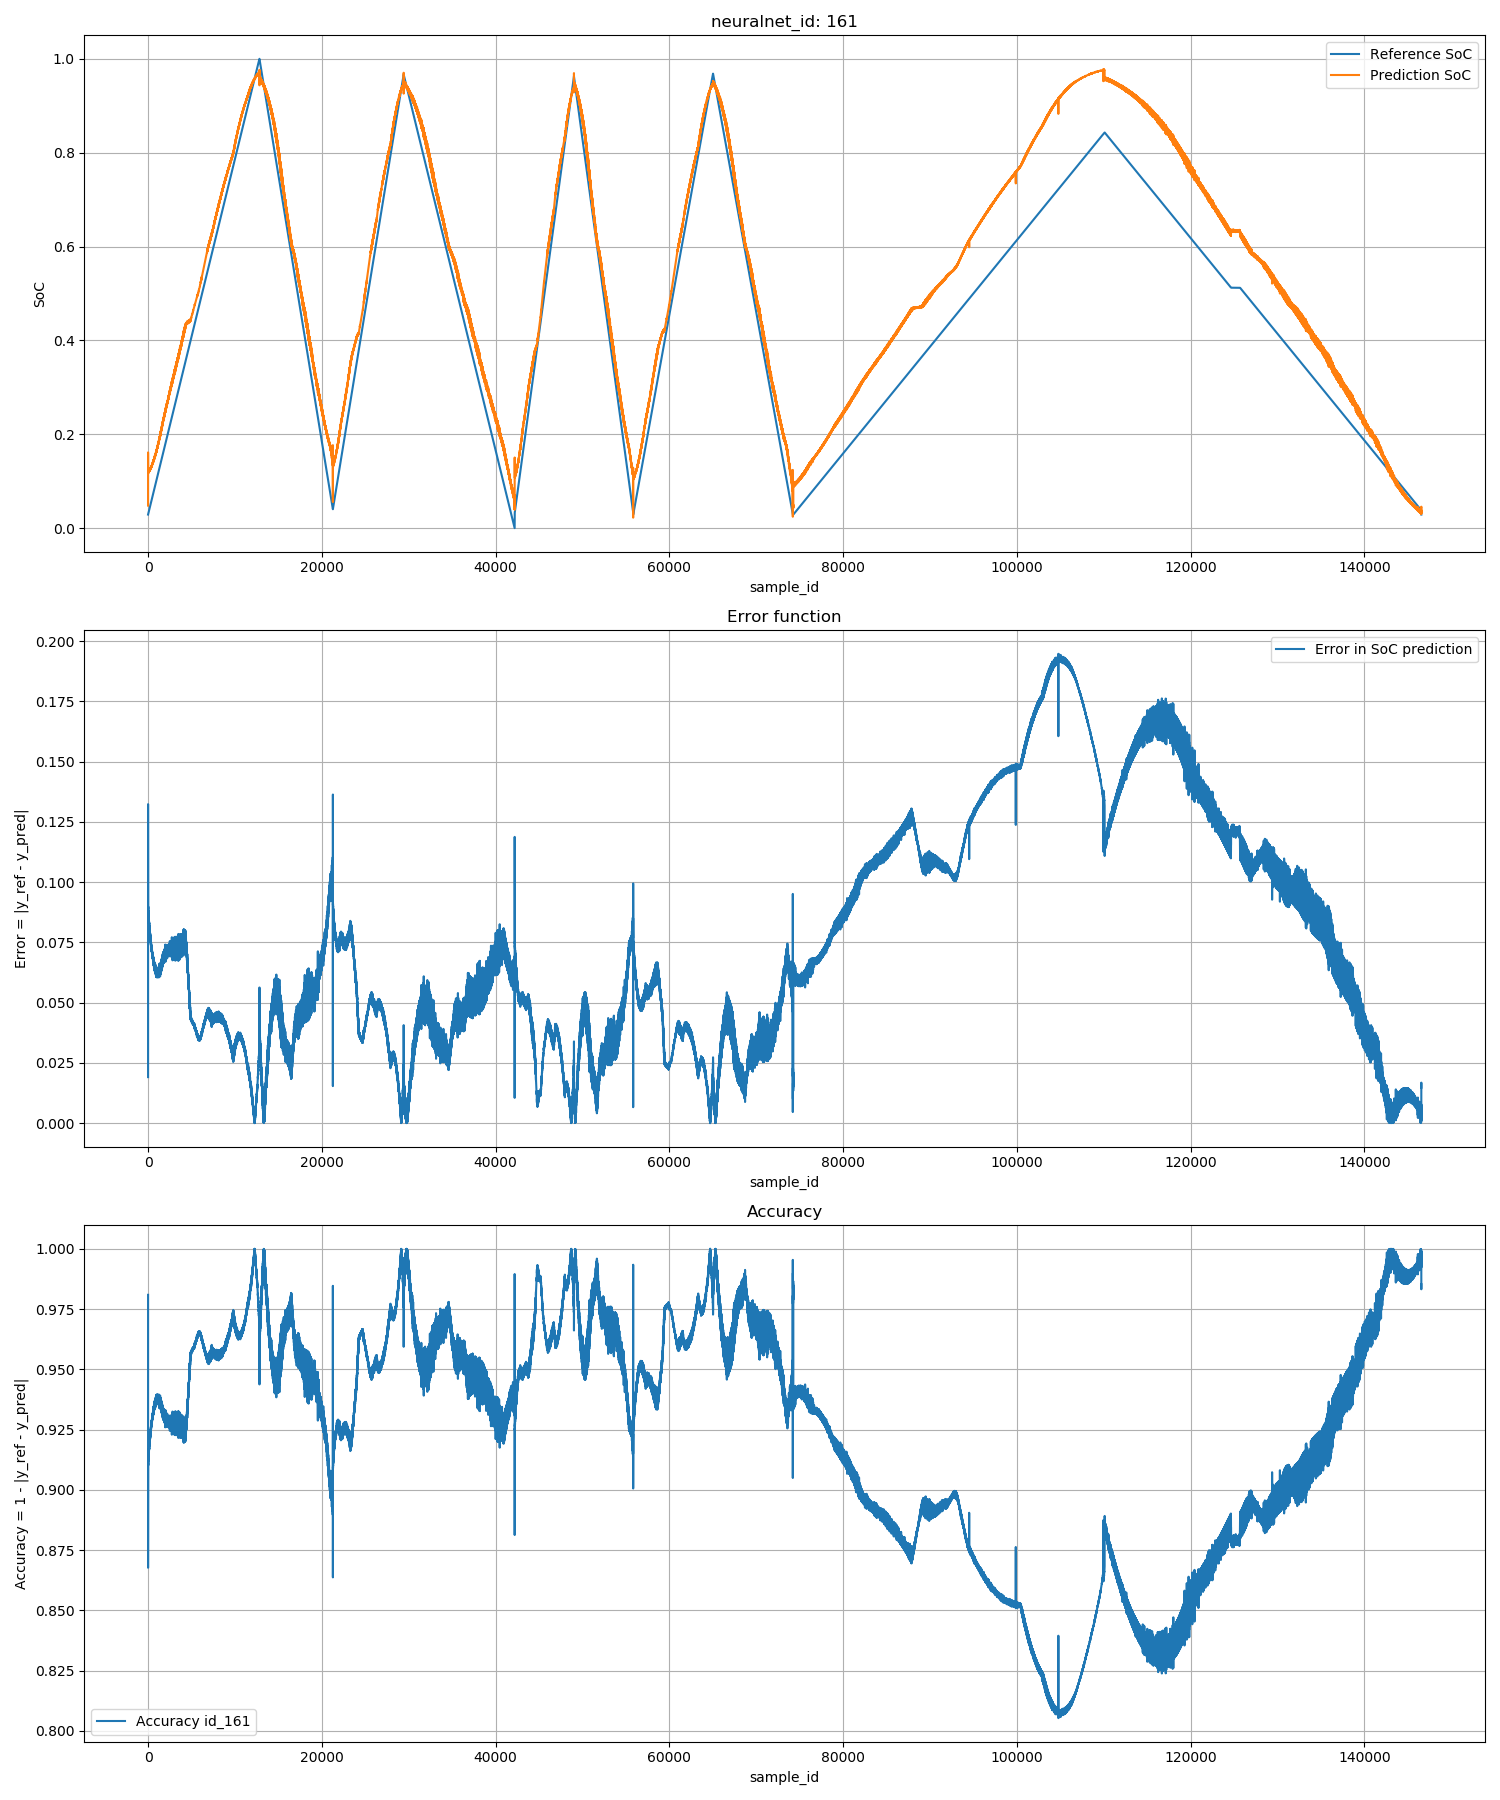 neuralnet_id: 161
Reference SoC
Prediction SoC
1.0
0.8
0.6
0.4
0.2
0.0
SoC
0 20000 40000 60000 80000 100000 120000 140000
sample_id
Error function
Error in SoC prediction
0.200
0.175
0.150
0.125
0.100
0.075
0.050
0.025
0.000
Error = |y_ref - y_pred|
0 20000 40000 60000 80000 100000 120000 140000
sample_id
Accuracy
1.000
0.975
0.950
0.925
0.900
0.875
0.850
0.825
0.800
Accuracy = 1 - |y_ref - y_pred|
Accuracy id_161
0 20000 40000 60000 80000 100000 120000 140000
sample_id